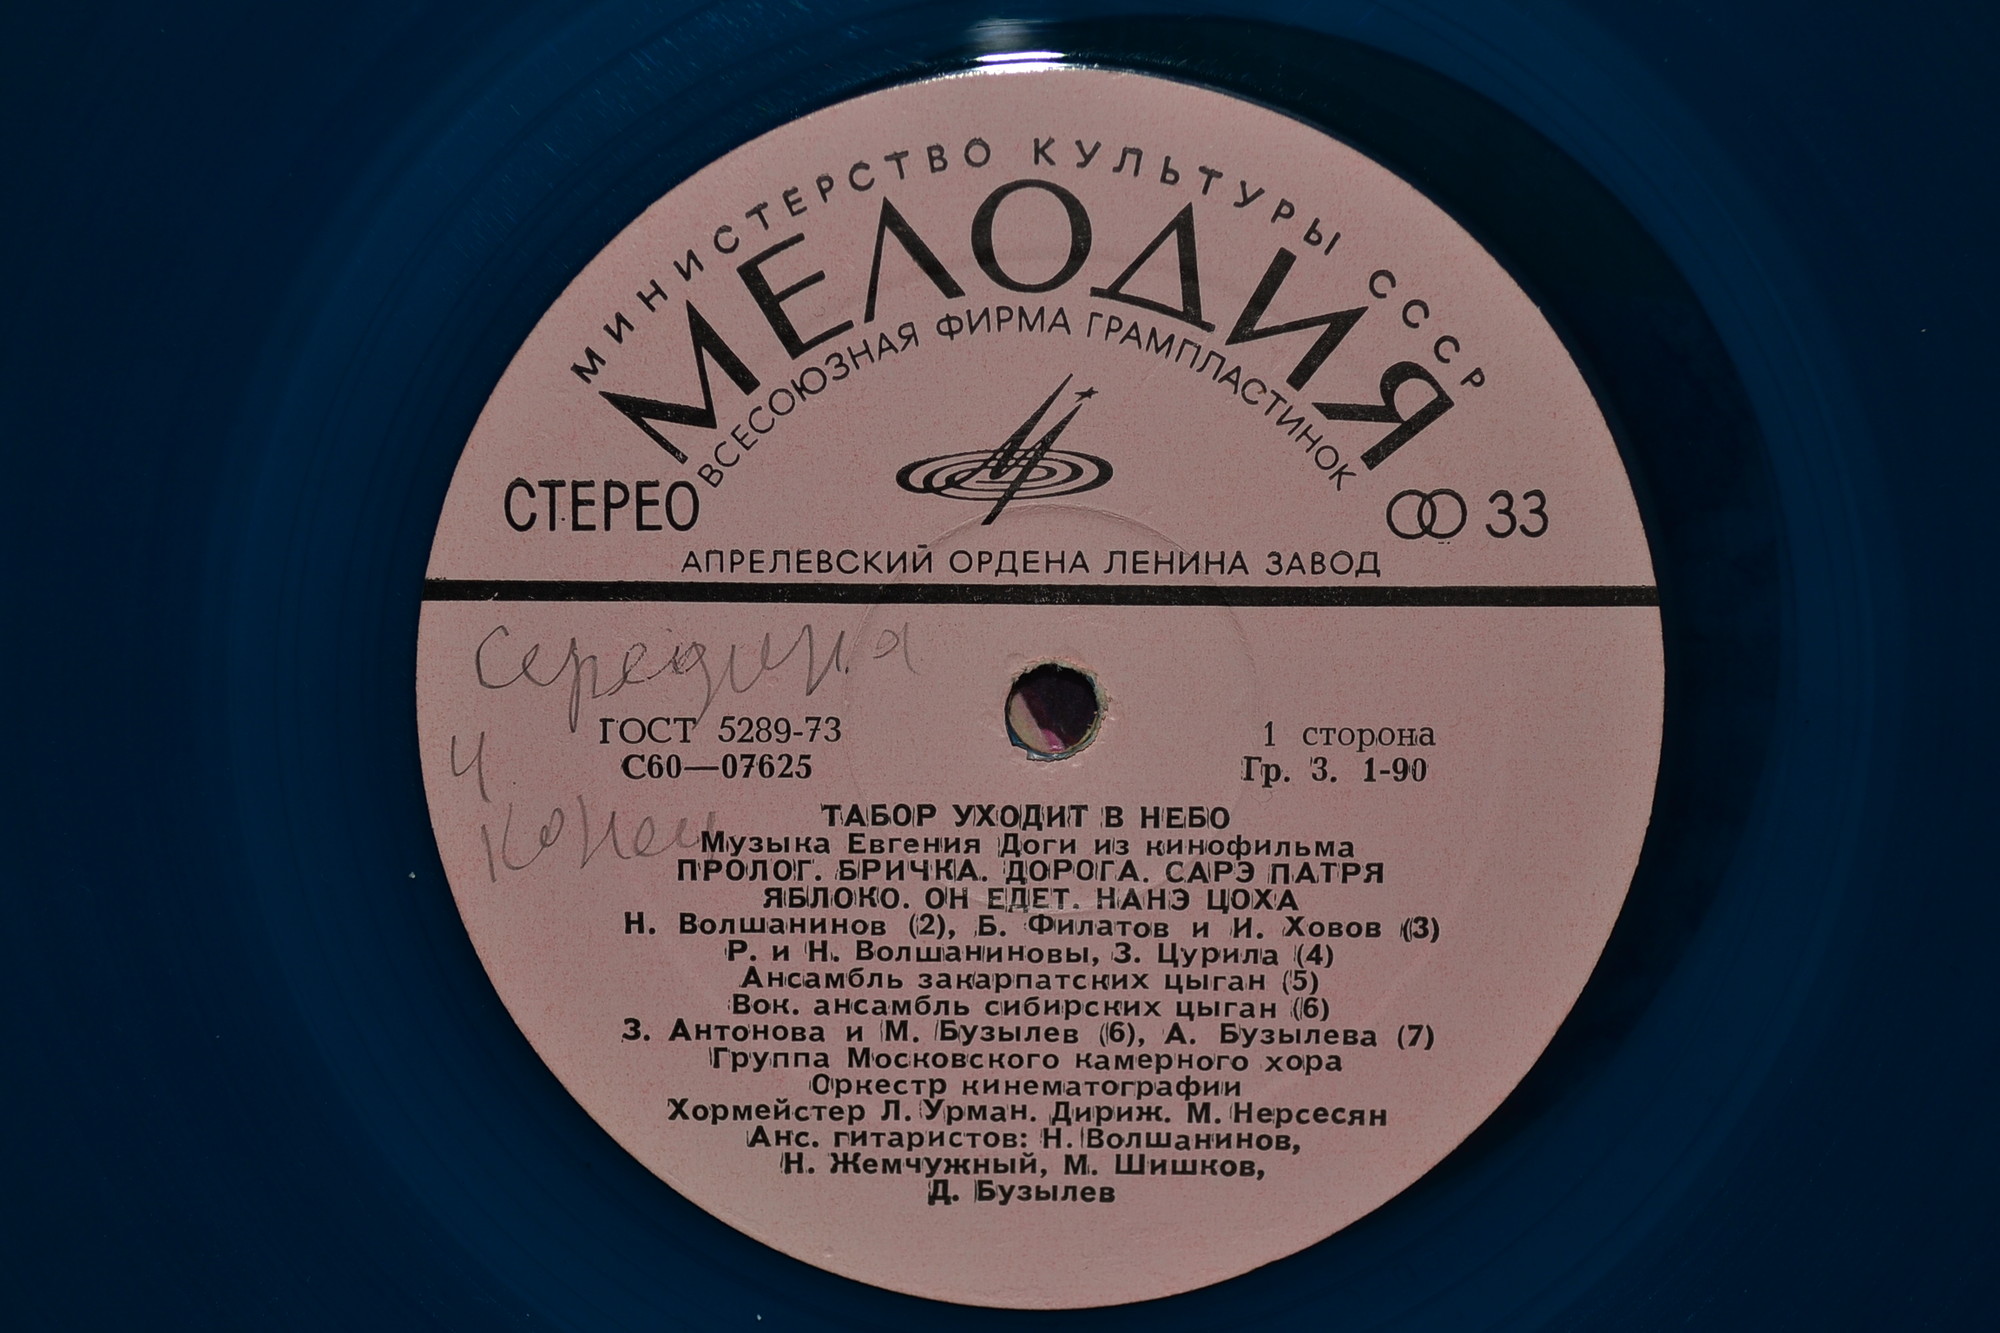 МИНИСТЕРСТВО КУЛЬТУРЫ СССР
МЕЛОДИЯ
ВСЕСОЮЗНАЯ ФИРМА ГРАМПЛАСТИНОК
СТЕРЕО
33
АПРЕЛЕВСКИЙ ОРДЕНА ЛЕНИНА ЗАВОД
Середина
и
конец
ГОСТ 5289-73
С60—07625
1 сторона
Гр. 3. 1-90
ТАБОР УХОДИТ В НЕБО
Музыка Евгения Доги из кинофильма
ПРОЛОГ. БРИЧКА. ДОРОГА. САРЭ ПАТРЯ
ЯБЛОКО. ОН ЕДЕТ. НАНЭ ЦОХА
Н. Волшанинов (2), Б. Филатов и И. Ховов (3)
Р. и Н. Волшаниновы, З. Цурила (4)
Ансамбль закарпатских цыган (5)
Вок. ансамбль сибирских цыган (6)
З. Антонова и М. Бузылев (6), А. Бузылева (7)
Группа Московского камерного хора
Оркестр кинематографии
Хормейстер Л. Урман. Дириж. М. Нерсесян
Анс. гитаристов: Н. Волшанинов,
Н. Жемчужный, М. Шишков,
Д. Бузылев